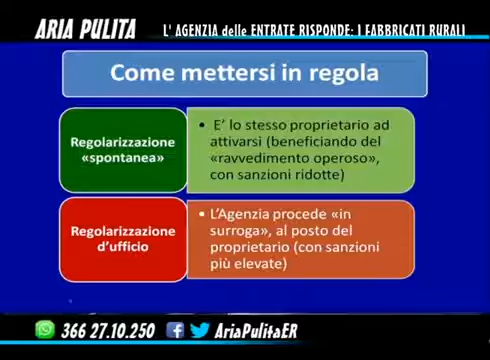 ARIA PULITA
L' AGENZIA delle ENTRATE RISPONDE: I FABBRICATI RURALI
Come mettersi in regola
Regolarizzazione
«spontanea»
• E' lo stesso proprietario ad
attivarsi (beneficiando del
«ravvedimento operoso»,
con sanzioni ridotte)
Regolarizzazione
d'ufficio
• L'Agenzia procede «in
surroga», al posto del
proprietario (con sanzioni
più elevate)
366 27.10.250
AriaPulitaER